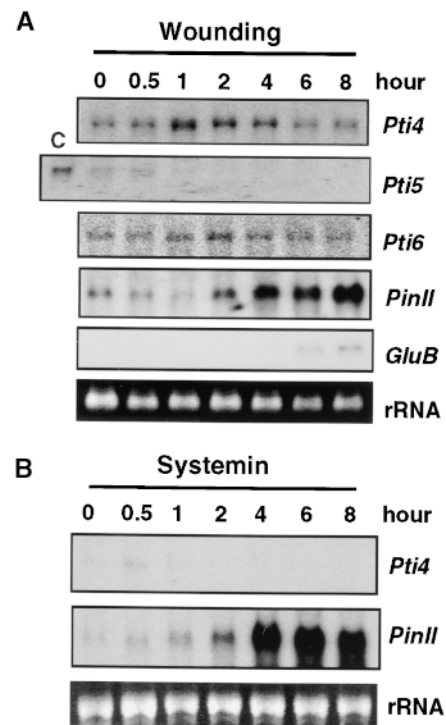 A
Wounding
0 0.5 1 2 4 6 8 hour
Pti4
C
Pti5
Pti6
PinII
GluB
rRNA
B
Systemin
0 0.5 1 2 4 6 8 hour
Pti4
PinII
rRNA